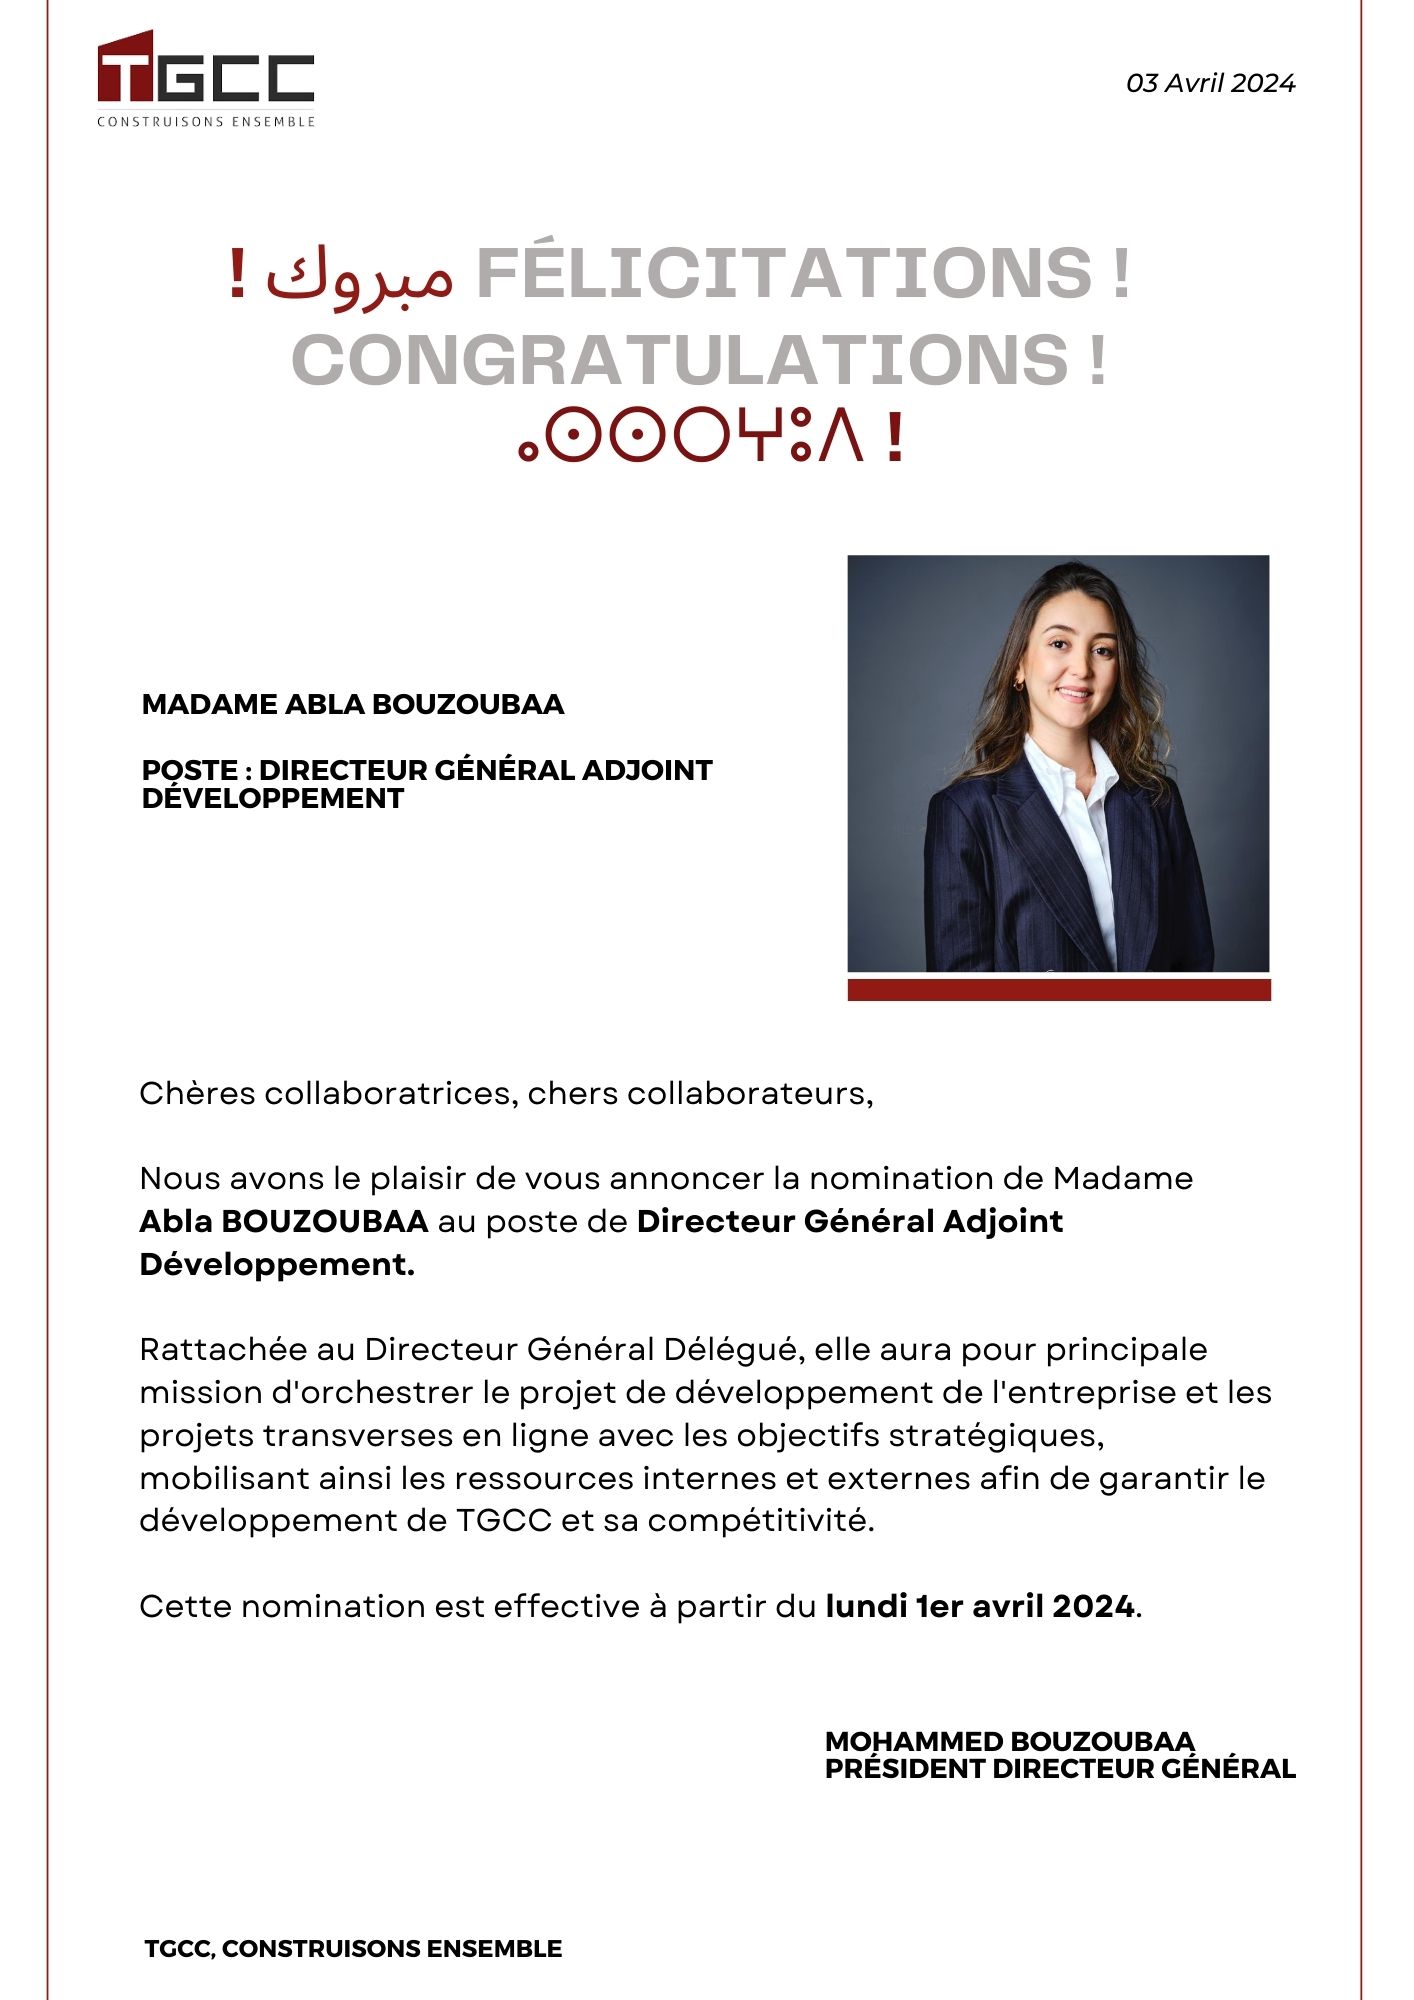 TGCC
CONSTRUISONS ENSEMBLE
03 Avril 2024
مبروك ! FÉLICITATIONS !
CONGRATULATIONS !
ⴰⵙⵙⵔⵖⵓⴷ !
MADAME ABLA BOUZOUBAA
POSTE : DIRECTEUR GÉNÉRAL ADJOINT
DÉVELOPPEMENT
Chères collaboratrices, chers collaborateurs,
Nous avons le plaisir de vous annoncer la nomination de Madame
Abla BOUZOUBAA au poste de Directeur Général Adjoint
Développement.
Rattachée au Directeur Général Délégué, elle aura pour principale
mission d'orchestrer le projet de développement de l'entreprise et les
projets transverses en ligne avec les objectifs stratégiques,
mobilisant ainsi les ressources internes et externes afin de garantir le
développement de TGCC et sa compétitivité.
Cette nomination est effective à partir du lundi 1er avril 2024.
MOHAMMED BOUZOUBAA
PRÉSIDENT DIRECTEUR GÉNÉRAL
TGCC, CONSTRUISONS ENSEMBLE